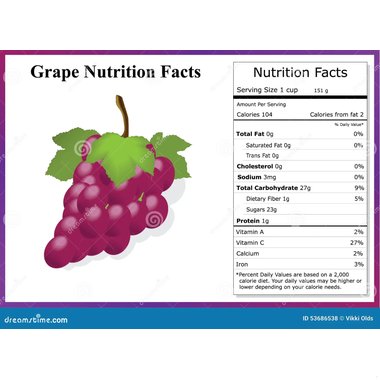 Grape Nutrition Facts
Nutrition Facts
Serving Size 1 cup 151 g
Amount Per Serving
Calories 104 Calories from fat 2
% Daily Value*
Total Fat 0g 0%
Saturated Fat 0g 0%
Trans Fat 0g
Cholesterol 0g 0%
Sodium 3mg 0%
Total Carbohydrate 27g 9%
Dietary Fiber 1g 5%
Sugars 23g
Protein 1g
Vitamin A 2%
Vitamin C 27%
Calcium 2%
Iron 3%
*Percent Daily Values are based on a 2,000
calorie diet. Your daily values may be higher or
lower depending on your calorie needs.
dreamstime.com
53686538 © Vikki Olds